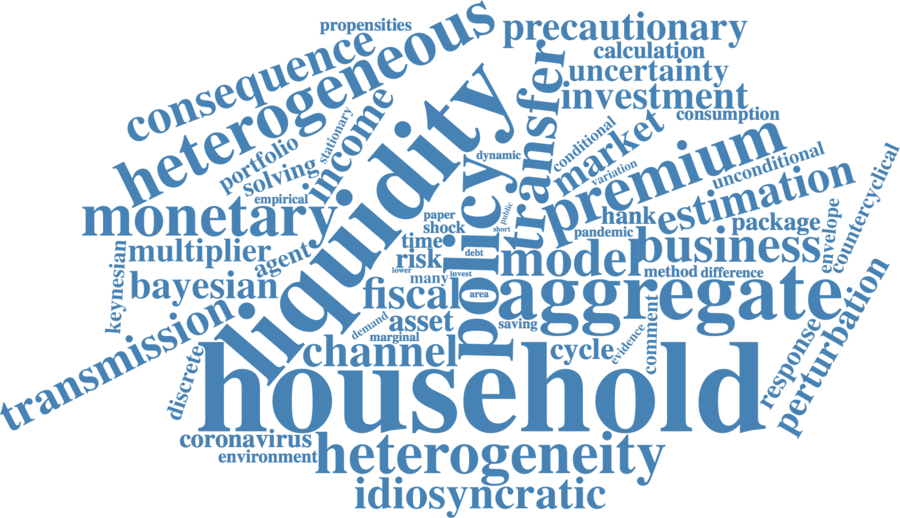 propensities
precautionary
consequence
heterogeneous
calculation
uncertainty
investment
consumption
transfer
liquidity
income
stationary
portfolio
solving
empirical
dynamic
conditional
market
variation
premium
unconditional
countercyclical
envelope
monetary
multiplier
agent
bayesian
keynesian
paper
shock
time
risk
lower
many
invest
policy
public
short
debt
area
hank
pandemic
estimation
package
model
business
method
difference
fiscal
aggregate
asset
demand
marginal
saving
transmission
channel
cycle
evidence
comment
response
perturbation
discrete
household
coronavirus
environment
heterogeneity
idiosyncratic